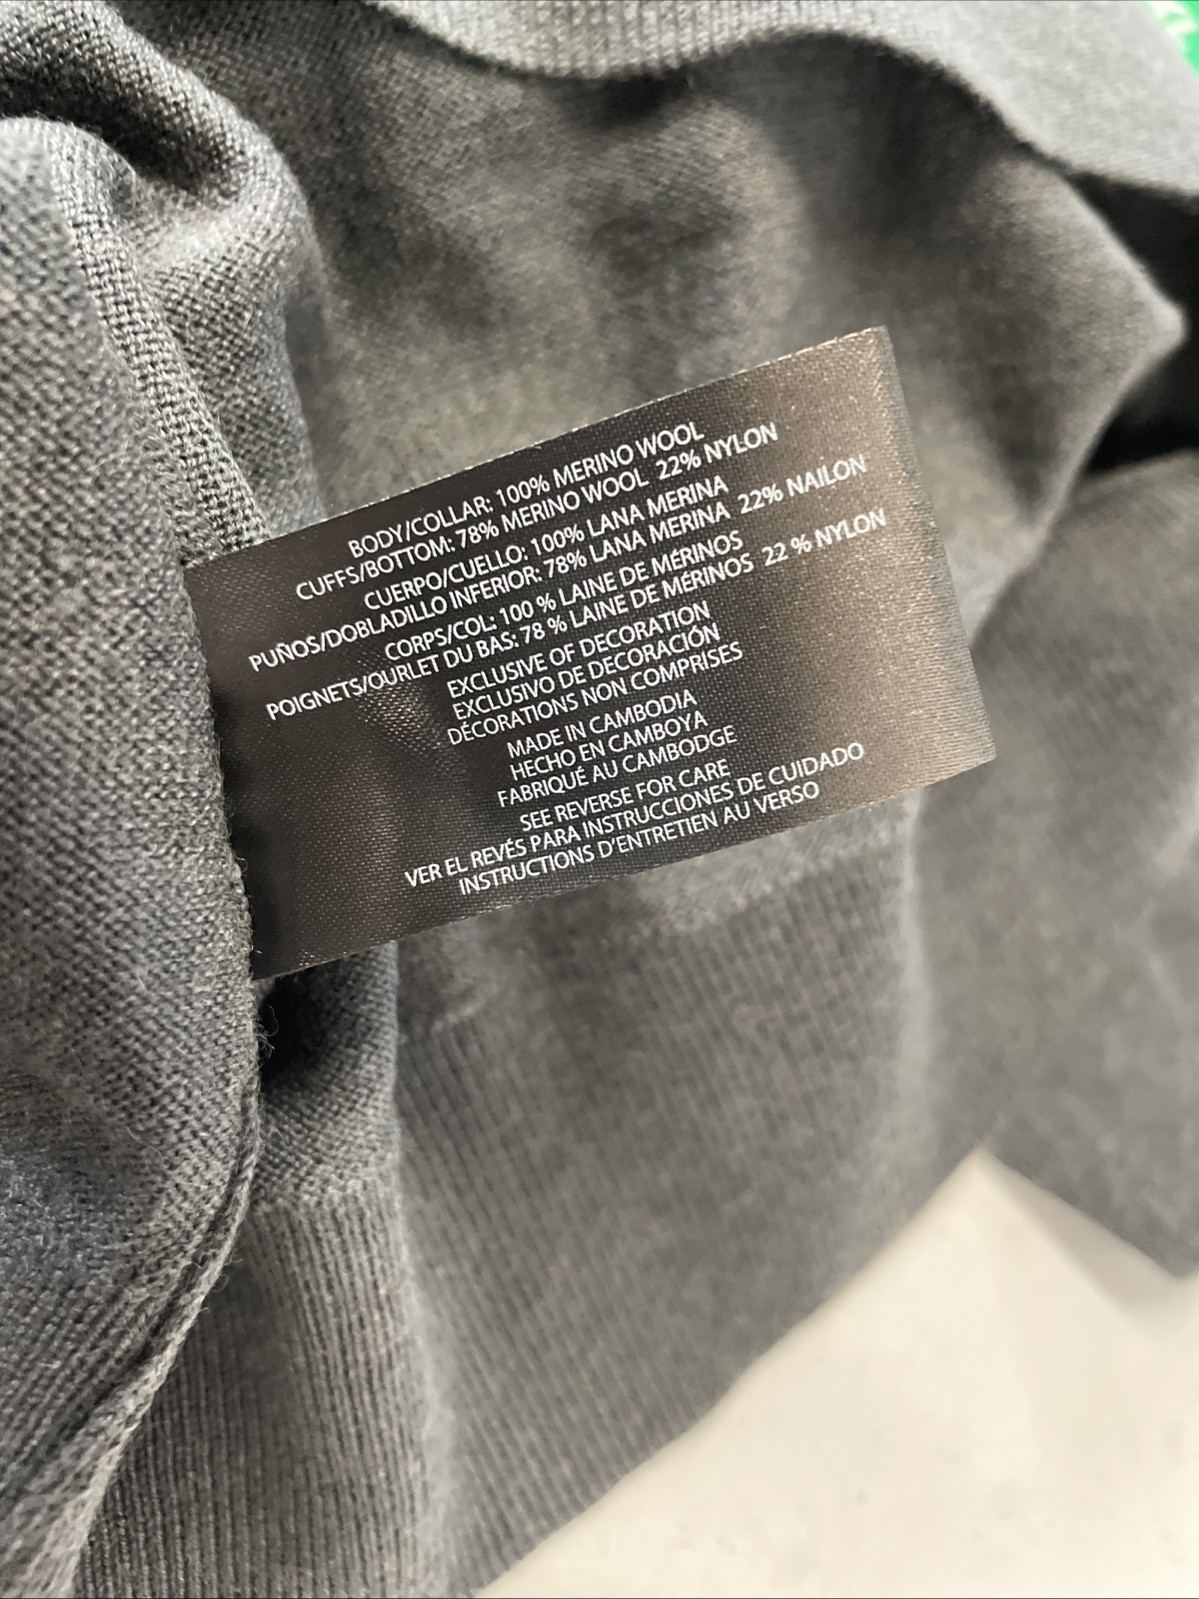 BODY/COLLAR: 100% MERINO WOOL
CUFFS/BOTTOM: 78% MERINO WOOL 22% NYLON
CUERPO/CUELLO: 100% LANA MERINA
PUÑOS/DOBLADILLO INFERIOR: 78% LANA MERINA 22% NAILON
CORPS/COL: 100 % LAINE DE MÉRINOS
POIGNETS/OURLET DU BAS: 78 % LAINE DE MÉRINOS 22 % NYLON
EXCLUSIVE OF DECORATION
EXCLUSIVO DE DECORACIÓN
DÉCORATIONS NON COMPRISES
MADE IN CAMBODIA
HECHO EN CAMBOYA
FABRIQUÉ AU CAMBODGE
SEE REVERSE FOR CARE
VER EL REVÉS PARA INSTRUCCIONES DE CUIDADO
INSTRUCTIONS D'ENTRETIEN AU VERSO